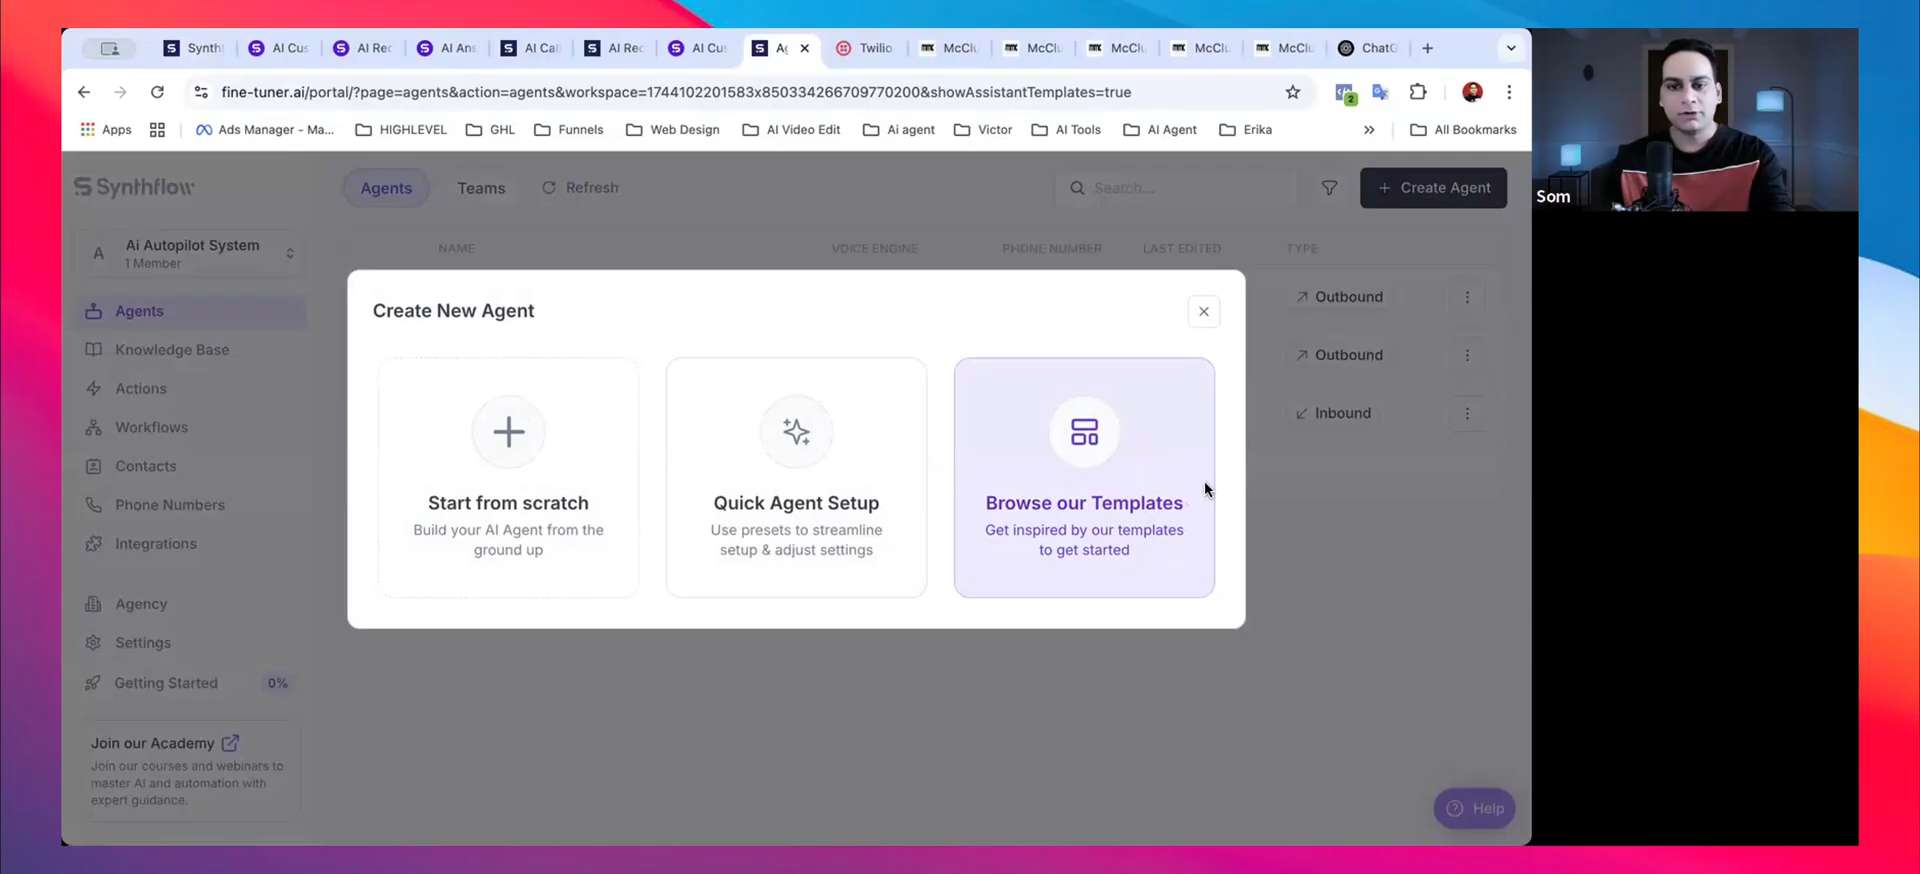 Synthf
AI Cus
AI Rec
AI Ans
AI Call
AI Rec
AI Cus
Ag
Twilio
McClu
McClu
McClu
McClu
McClu
ChatG
fine-tuner.ai/portal/?page=agents&action=agents&workspace=1744102201583x850334266709770200&showAssistantTemplates=true
2
Apps
Ads Manager - Ma...
HIGHLEVEL
GHL
Funnels
Web Design
AI Video Edit
Ai agent
Victor
AI Tools
AI Agent
Erika
All Bookmarks
Synthflow
Agents
Teams
Refresh
Search...
+ Create Agent
A
Ai Autopilot System
1 Member
NAME
VOICE ENGINE
PHONE NUMBER
LAST EDITED
TYPE
Agents
Knowledge Base
Actions
Workflows
Contacts
Phone Numbers
Integrations
Agency
Settings
Getting Started
0%
Join our Academy
Join our courses and webinars to
master AI and automation with
expert guidance.
Create New Agent
Start from scratch
Build your AI Agent from the
ground up
Quick Agent Setup
Use presets to streamline
setup & adjust settings
Browse our Templates
Get inspired by our templates
to get started
Outbound
Outbound
Inbound
Help
Som